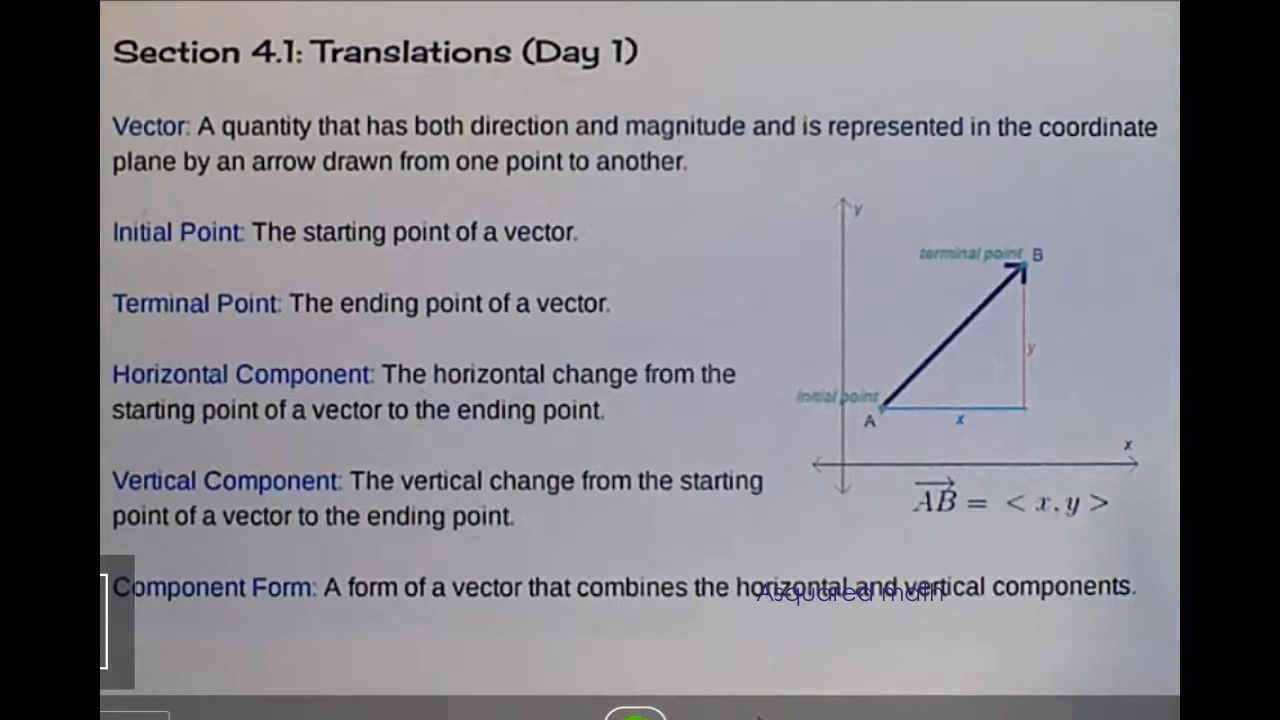 Section 4.1: Translations (Day 1)
Vector: A quantity that has both direction and magnitude and is represented in the coordinate
plane by an arrow drawn from one point to another.
Initial Point: The starting point of a vector.
Terminal Point: The ending point of a vector.
Horizontal Component: The horizontal change from the
starting point of a vector to the ending point.
Vertical Component: The vertical change from the starting
point of a vector to the ending point.
Component Form: A form of a vector that combines the horizontal and vertical components.
Asquared math
y
terminal point B
y
initial point
A
x
x
AB = < x, y >